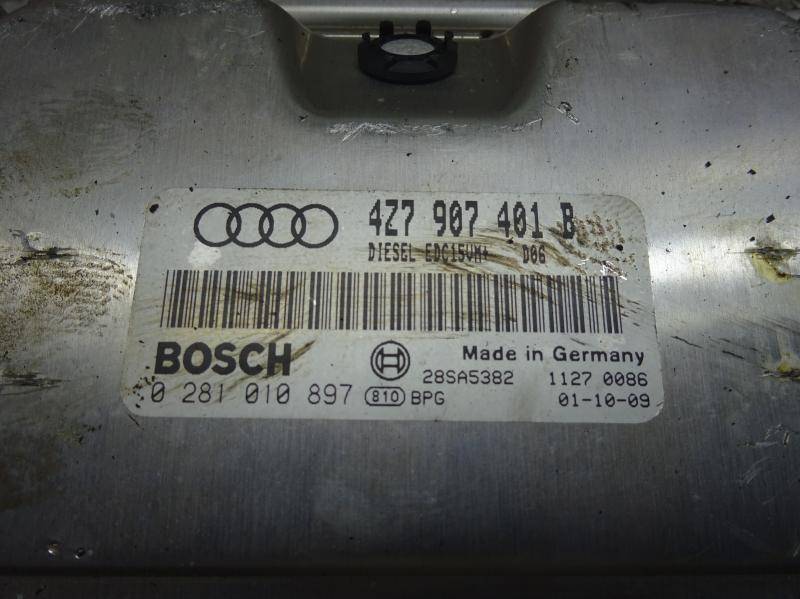 4Z7 907 401 B
DIESEL EDC15VM+ D06
BOSCH
Made in Germany
28SA5382 1127 0086
0 281 010 897 810 BPG 01-10-09